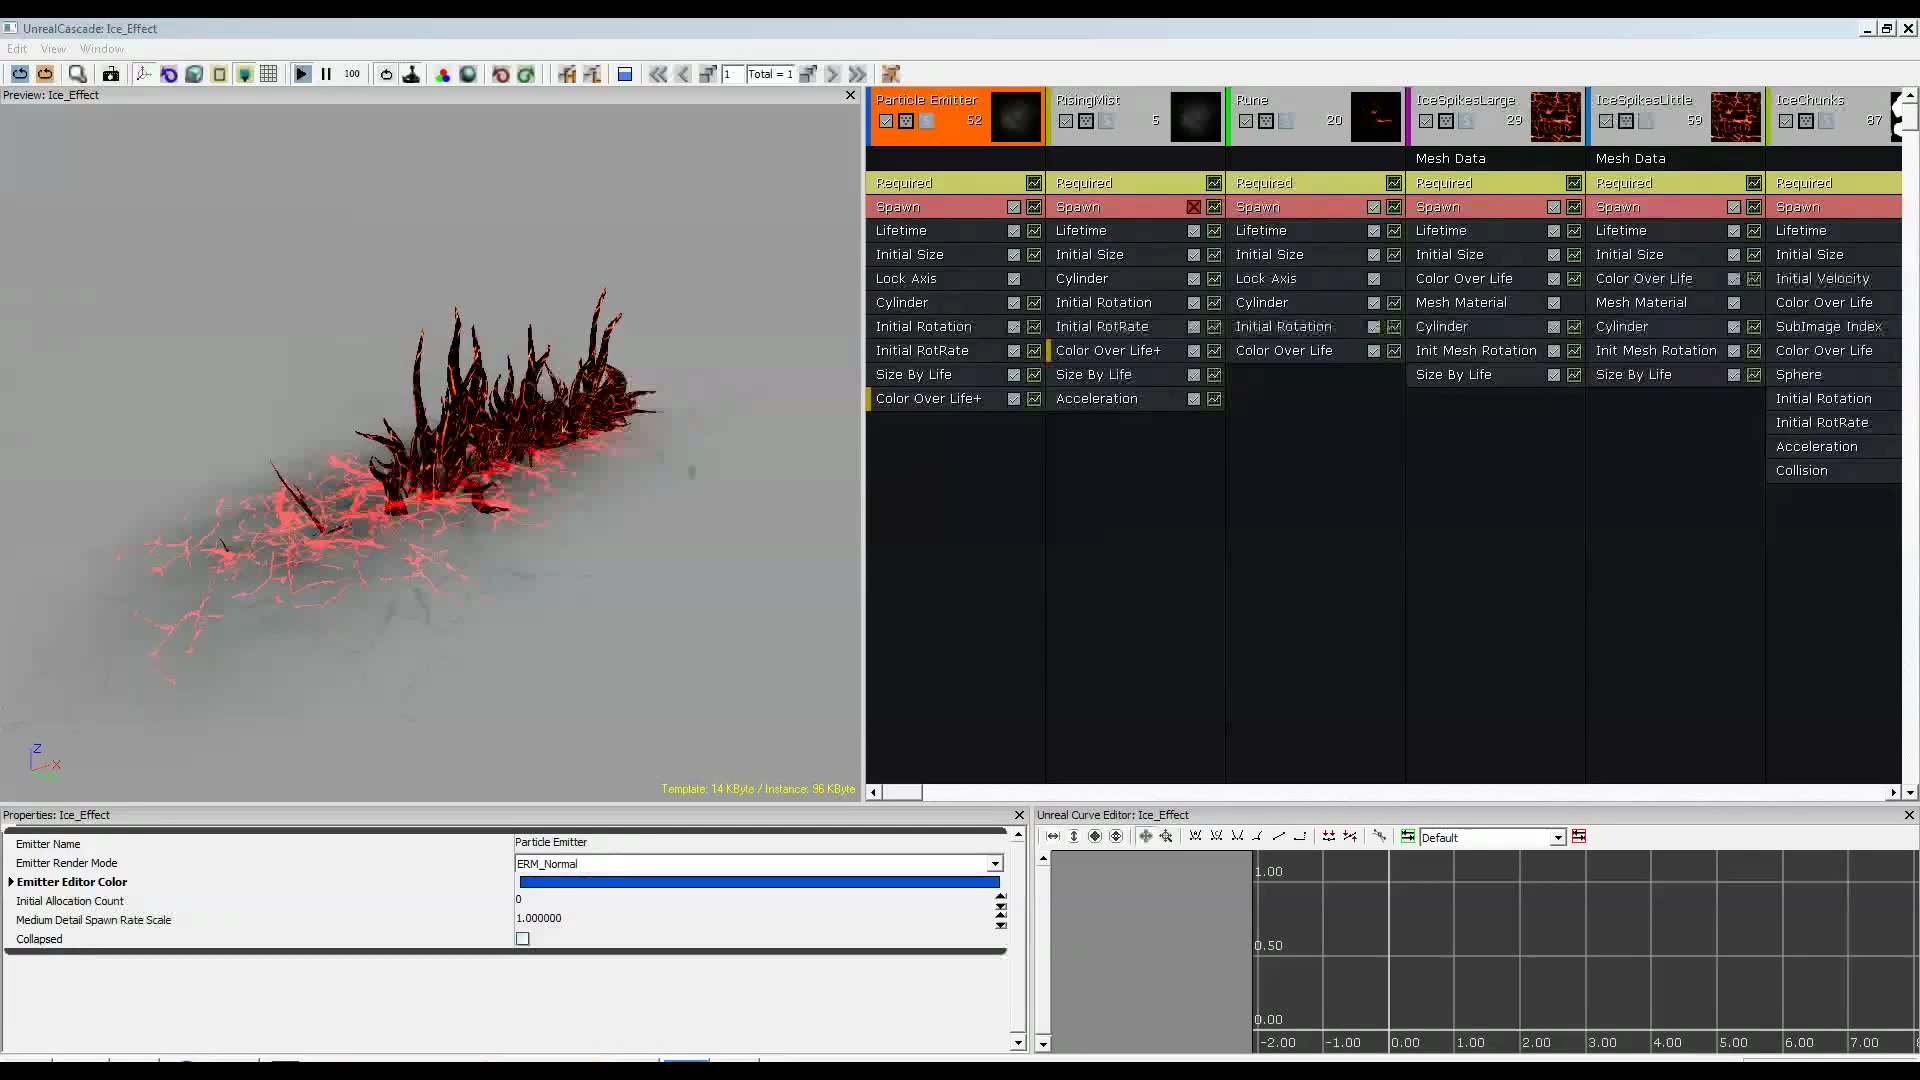 UnrealCascade: Ice_Effect
Edit View Window
100 1 Total = 1
Preview: Ice_Effect
Particle Emitter RisingMist Rune IceSpikesLarge IceSpikesLittle IceChunks
52 5 20 29 59 87
Mesh Data Mesh Data
Required Required Required Required Required Required
Spawn Spawn Spawn Spawn Spawn Spawn
Lifetime Lifetime Lifetime Lifetime Lifetime Lifetime
Initial Size Initial Size Initial Size Initial Size Initial Size Initial Size
Lock Axis Cylinder Lock Axis Color Over Life Color Over Life Initial Velocity
Cylinder Initial Rotation Cylinder Mesh Material Mesh Material Color Over Life
Initial Rotation Initial RotRate Initial Rotation Cylinder Cylinder SubImage Index
Initial RotRate Color Over Life+ Color Over Life Init Mesh Rotation Init Mesh Rotation Color Over Life
Size By Life Size By Life Size By Life Size By Life Sphere
Color Over Life+ Acceleration Initial Rotation
Initial RotRate
Acceleration
Collision
Z
X
Template: 14 KByte / Instance: 96 KByte
Properties: Ice_Effect
Emitter Name Particle Emitter
Emitter Render Mode ERM_Normal
Emitter Editor Color
Initial Allocation Count 0
Medium Detail Spawn Rate Scale 1.000000
Collapsed
Unreal Curve Editor: Ice_Effect
Default
1.00
0.50
0.00
-2.00 -1.00 0.00 1.00 2.00 3.00 4.00 5.00 6.00 7.00